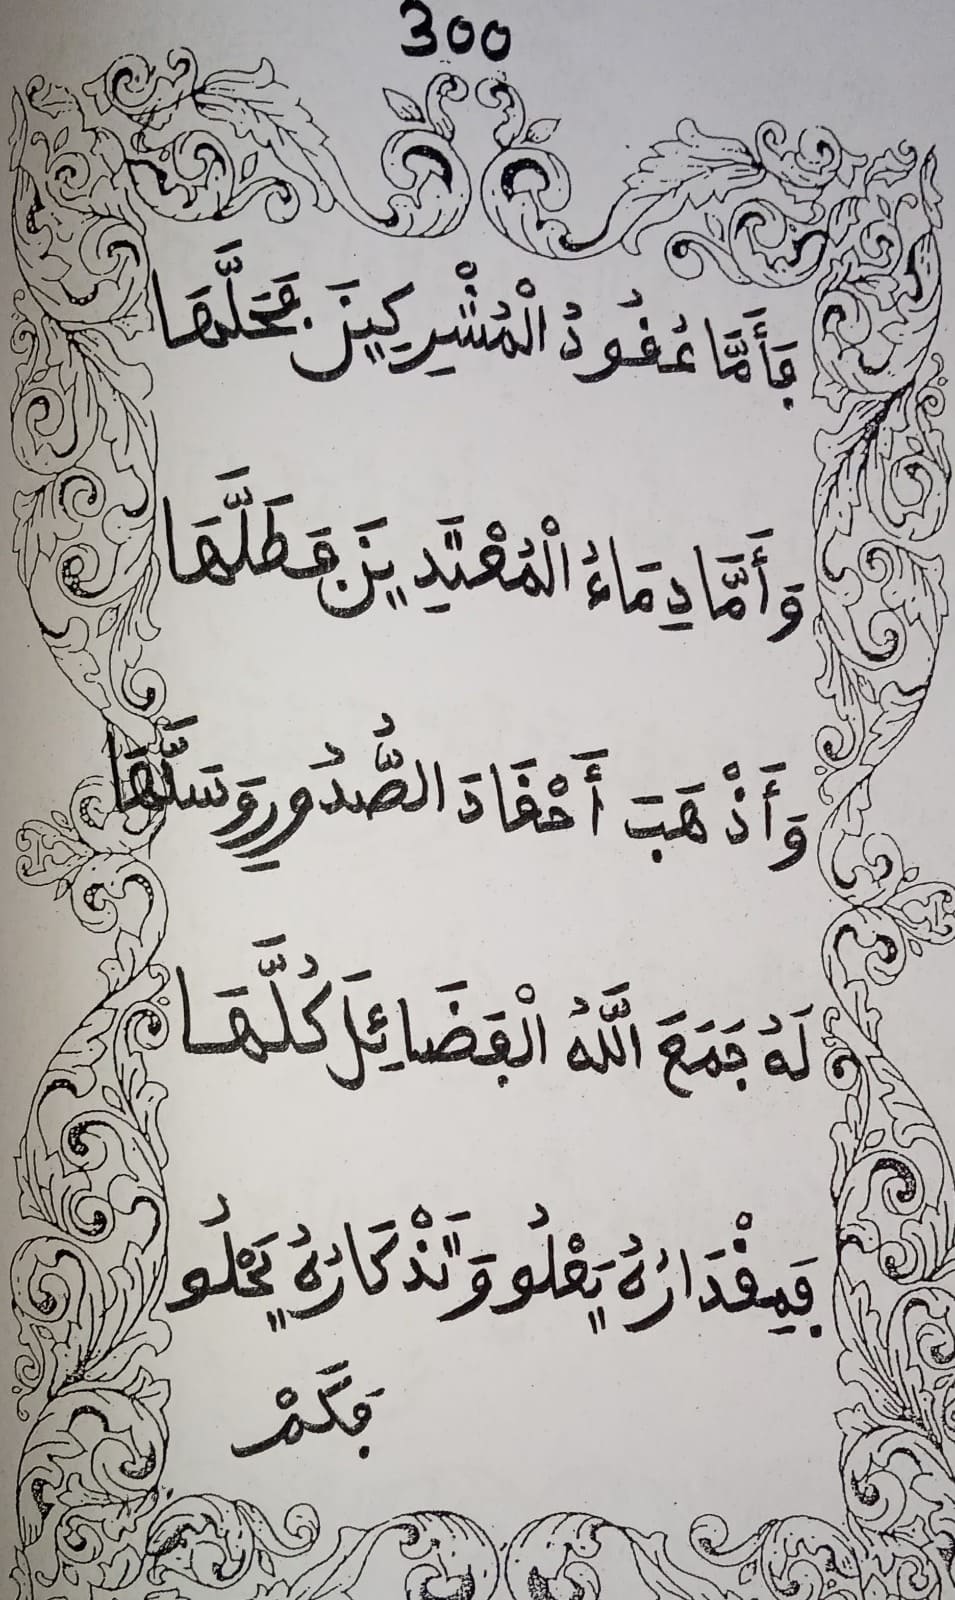 300
فَأَمَّا عُقُودُ الْمُشْرِكِينَ فَحَلَّهَا
وَأَمَّا دِمَاءُ الْمُعْتَدِينَ فَطَلَّهَا
وَأَذْهَبَ أَحْقَادَ الصُّدُورِ وَسَلَّهَا
لَهُ جَمَعَ اللَّهُ الْفَضَائِلَ كُلَّهَا
فَمِقْدَارُهُ يَعْلُو وَتَذْكَارُهُ يَحْلُو
فَكَمْ